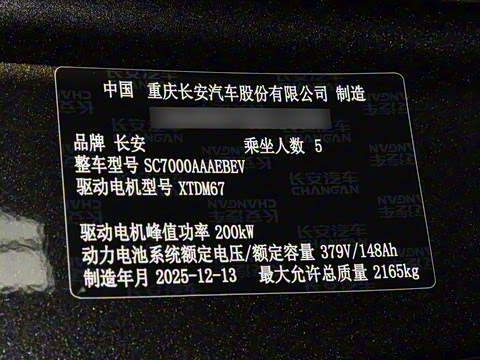 中国 重庆长安汽车股份有限公司 制造
品牌 长安 乘坐人数 5
整车型号 SC7000AAAEBEV
驱动电机型号 XTDM67
驱动电机峰值功率 200kW
动力电池系统额定电压/额定容量 379V/148Ah
制造年月 2025-12-13 最大允许总质量 2165kg